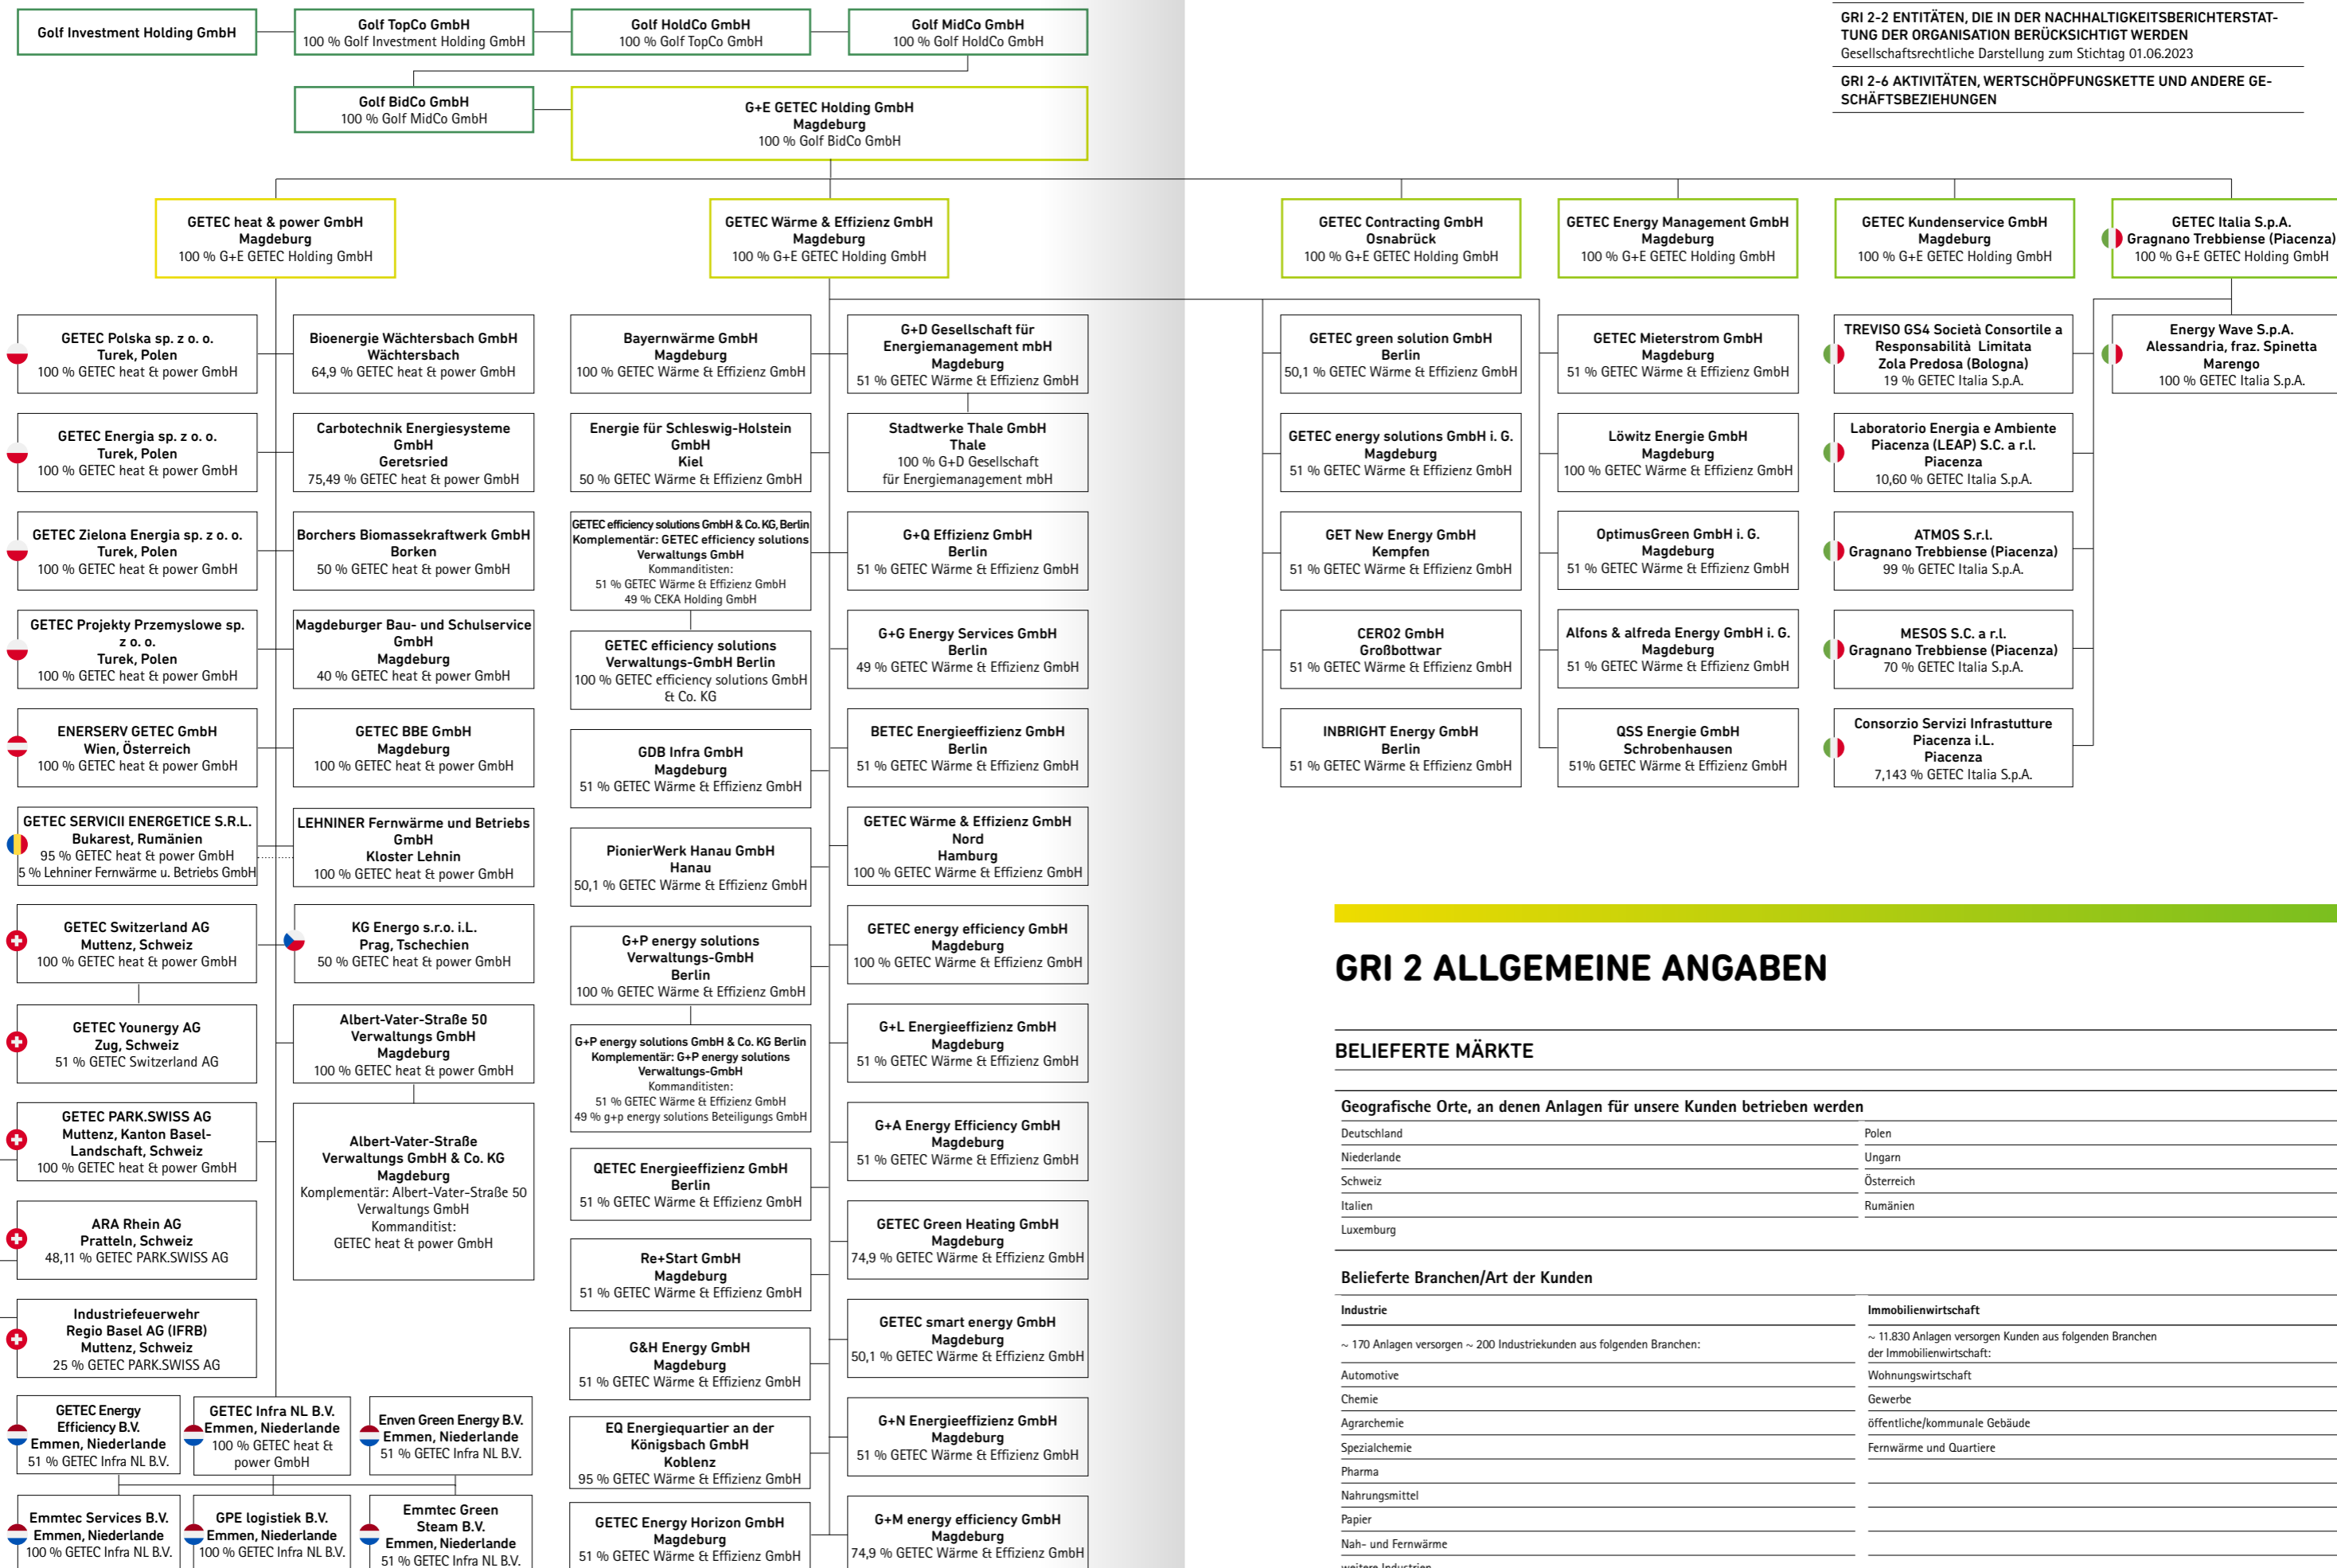 Golf Investment Holding GmbH
Golf TopCo GmbH
100 % Golf Investment Holding GmbH
Golf HoldCo GmbH
100 % Golf TopCo GmbH
Golf MidCo GmbH
100 % Golf HoldCo GmbH
Golf BidCo GmbH
100 % Golf MidCo GmbH
G+E GETEC Holding GmbH
Magdeburg
100 % Golf BidCo GmbH
GRI 2-2 ENTITÄTEN, DIE IN DER NACHHALTIGKEITSBERICHTERSTAT-
TUNG DER ORGANISATION BERÜCKSICHTIGT WERDEN
Gesellschaftsrechtliche Darstellung zum Stichtag 01.06.2023
GRI 2-6 AKTIVITÄTEN, WERTSCHÖPFUNGSKETTE UND ANDERE GE-
SCHÄFTSBEZIEHUNGEN
GETEC heat & power GmbH
Magdeburg
100 % G+E GETEC Holding GmbH
GETEC Wärme & Effizienz GmbH
Magdeburg
100 % G+E GETEC Holding GmbH
GETEC Contracting GmbH
Osnabrück
100 % G+E GETEC Holding GmbH
GETEC Energy Management GmbH
Magdeburg
100 % G+E GETEC Holding GmbH
GETEC Kundenservice GmbH
Magdeburg
100 % G+E GETEC Holding GmbH
GETEC Italia S.p.A.
Gragnano Trebbiense (Piacenza)
100 % G+E GETEC Holding GmbH
GETEC Polska sp. z o. o.
Turek, Polen
100 % GETEC heat & power GmbH
GETEC Energia sp. z o. o.
Turek, Polen
100 % GETEC heat & power GmbH
GETEC Zielona Energia sp. z o. o.
Turek, Polen
100 % GETEC heat & power GmbH
GETEC Projekty Przemyslowe sp.
z o. o.
Turek, Polen
100 % GETEC heat & power GmbH
ENERSERV GETEC GmbH
Wien, Österreich
100 % GETEC heat & power GmbH
GETEC SERVICII ENERGETICE S.R.L.
Bukarest, Rumänien
95 % GETEC heat & power GmbH
5 % Lehniner Fernwärme u. Betriebs GmbH
GETEC Switzerland AG
Muttenz, Schweiz
100 % GETEC heat & power GmbH
GETEC Younergy AG
Zug, Schweiz
51 % GETEC Switzerland AG
GETEC PARK.SWISS AG
Muttenz, Kanton Basel-
Landschaft, Schweiz
100 % GETEC heat & power GmbH
ARA Rhein AG
Pratteln, Schweiz
48,11 % GETEC PARK.SWISS AG
Industriefeuerwehr
Regio Basel AG (IFRB)
Muttenz, Schweiz
25 % GETEC PARK.SWISS AG
Bioenergie Wächtersbach GmbH
Wächtersbach
64,9 % GETEC heat & power GmbH
Carbotechnik Energiesysteme
GmbH
Geretsried
75,49 % GETEC heat & power GmbH
Borchers Biomassekraftwerk GmbH
Borken
50 % GETEC heat & power GmbH
Magdeburger Bau- und Schulservice
GmbH
Magdeburg
40 % GETEC heat & power GmbH
GETEC BBE GmbH
Magdeburg
100 % GETEC heat & power GmbH
LEHNINER Fernwärme und Betriebs
GmbH
Kloster Lehnin
100 % GETEC heat & power GmbH
KG Energo s.r.o. i.L.
Prag, Tschechien
50 % GETEC heat & power GmbH
Albert-Vater-Straße 50
Verwaltungs GmbH
Magdeburg
100 % GETEC heat & power GmbH
Albert-Vater-Straße
Verwaltungs GmbH & Co. KG
Magdeburg
Komplementär: Albert-Vater-Straße 50
Verwaltungs GmbH
Kommanditist:
GETEC heat & power GmbH
GETEC Energy
Efficiency B.V.
Emmen, Niederlande
51 % GETEC Infra NL B.V.
GETEC Infra NL B.V.
Emmen, Niederlande
100 % GETEC heat &
power GmbH
Enven Green Energy B.V.
Emmen, Niederlande
51 % GETEC Infra NL B.V.
Emmtec Services B.V.
Emmen, Niederlande
100 % GETEC Infra NL B.V.
GPE logistiek B.V.
Emmen, Niederlande
100 % GETEC Infra NL B.V.
Emmtec Green
Steam B.V.
Emmen, Niederlande
51 % GETEC Infra NL B.V.
Bayernwärme GmbH
Magdeburg
100 % GETEC Wärme & Effizienz GmbH
Energie für Schleswig-Holstein
GmbH
Kiel
50 % GETEC Wärme & Effizienz GmbH
GETEC efficiency solutions GmbH & Co. KG, Berlin
Komplementär: GETEC efficiency solutions
Verwaltungs GmbH
Kommanditisten:
51 % GETEC Wärme & Effizienz GmbH
49 % CEKA Holding GmbH
GETEC efficiency solutions
Verwaltungs-GmbH Berlin
100 % GETEC efficiency solutions GmbH
& Co. KG
GDB Infra GmbH
Magdeburg
51 % GETEC Wärme & Effizienz GmbH
PionierWerk Hanau GmbH
Hanau
50,1 % GETEC Wärme & Effizienz GmbH
G+P energy solutions
Verwaltungs-GmbH
Berlin
100 % GETEC Wärme & Effizienz GmbH
G+P energy solutions GmbH & Co. KG Berlin
Komplementär: G+P energy solutions
Verwaltungs-GmbH
Kommanditisten:
51 % GETEC Wärme & Effizienz GmbH
49 % g+p energy solutions Beteiligungs GmbH
QETEC Energieeffizienz GmbH
Berlin
51 % GETEC Wärme & Effizienz GmbH
Re+Start GmbH
Magdeburg
51 % GETEC Wärme & Effizienz GmbH
G&H Energy GmbH
Magdeburg
51 % GETEC Wärme & Effizienz GmbH
EQ Energiequartier an der
Königsbach GmbH
Koblenz
95 % GETEC Wärme & Effizienz GmbH
GETEC Energy Horizon GmbH
Magdeburg
51 % GETEC Wärme & Effizienz GmbH
G+D Gesellschaft für
Energiemanagement mbH
Magdeburg
51 % GETEC Wärme & Effizienz GmbH
Stadtwerke Thale GmbH
Thale
100 % G+D Gesellschaft
für Energiemanagement mbH
G+Q Effizienz GmbH
Berlin
51 % GETEC Wärme & Effizienz GmbH
G+G Energy Services GmbH
Berlin
49 % GETEC Wärme & Effizienz GmbH
BETEC Energieeffizienz GmbH
Berlin
51 % GETEC Wärme & Effizienz GmbH
GETEC Wärme & Effizienz GmbH
Nord
Hamburg
100 % GETEC Wärme & Effizienz GmbH
GETEC energy efficiency GmbH
Magdeburg
100 % GETEC Wärme & Effizienz GmbH
G+L Energieeffizienz GmbH
Magdeburg
51 % GETEC Wärme & Effizienz GmbH
G+A Energy Efficiency GmbH
Magdeburg
51 % GETEC Wärme & Effizienz GmbH
GETEC Green Heating GmbH
Magdeburg
74,9 % GETEC Wärme & Effizienz GmbH
GETEC smart energy GmbH
Magdeburg
50,1 % GETEC Wärme & Effizienz GmbH
G+N Energieeffizienz GmbH
Magdeburg
51 % GETEC Wärme & Effizienz GmbH
G+M energy efficiency GmbH
Magdeburg
74,9 % GETEC Wärme & Effizienz GmbH
GETEC green solution GmbH
Berlin
50,1 % GETEC Wärme & Effizienz GmbH
GETEC energy solutions GmbH i. G.
Magdeburg
51 % GETEC Wärme & Effizienz GmbH
GET New Energy GmbH
Kempfen
51 % GETEC Wärme & Effizienz GmbH
CERO2 GmbH
Großbottwar
51 % GETEC Wärme & Effizienz GmbH
INBRIGHT Energy GmbH
Berlin
51 % GETEC Wärme & Effizienz GmbH
GETEC Mieterstrom GmbH
Magdeburg
51 % GETEC Wärme & Effizienz GmbH
Löwitz Energie GmbH
Magdeburg
100 % GETEC Wärme & Effizienz GmbH
OptimusGreen GmbH i. G.
Magdeburg
51 % GETEC Wärme & Effizienz GmbH
Alfons & alfreda Energy GmbH i. G.
Magdeburg
51 % GETEC Wärme & Effizienz GmbH
QSS Energie GmbH
Schrobenhausen
51% GETEC Wärme & Effizienz GmbH
TREVISO GS4 Società Consortile a
Responsabilità Limitata
Zola Predosa (Bologna)
19 % GETEC Italia S.p.A.
Laboratorio Energia e Ambiente
Piacenza (LEAP) S.C. a r.l.
Piacenza
10,60 % GETEC Italia S.p.A.
ATMOS S.r.l.
Gragnano Trebbiense (Piacenza)
99 % GETEC Italia S.p.A.
MESOS S.C. a r.l.
Gragnano Trebbiense (Piacenza)
70 % GETEC Italia S.p.A.
Consorzio Servizi Infrastutture
Piacenza i.L.
Piacenza
7,143 % GETEC Italia S.p.A.
Energy Wave S.p.A.
Alessandria, fraz. Spinetta
Marengo
100 % GETEC Italia S.p.A.
GRI 2 ALLGEMEINE ANGABEN
BELIEFERTE MÄRKTE
Geografische Orte, an denen Anlagen für unsere Kunden betrieben werden
Deutschland
Polen
Niederlande
Ungarn
Schweiz
Österreich
Italien
Rumänien
Luxemburg
Belieferte Branchen/Art der Kunden
Industrie
Immobilienwirtschaft
~ 170 Anlagen versorgen ~ 200 Industriekunden aus folgenden Branchen:
~ 11.830 Anlagen versorgen Kunden aus folgenden Branchen
der Immobilienwirtschaft:
Automotive
Wohnungswirtschaft
Chemie
Gewerbe
Agrarchemie
öffentliche/kommunale Gebäude
Spezialchemie
Fernwärme und Quartiere
Pharma
Nahrungsmittel
Papier
Nah- und Fernwärme
weitere Industrien